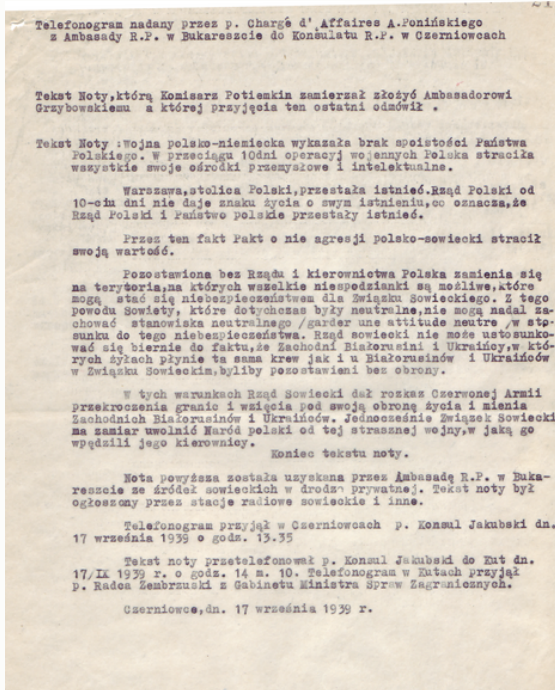 Telefonogram nadany przez p. Chargé d'Affaires A.Ponińskiego
z Ambasady R.P. w Bukareszcie do Konsulatu R.P. w Czerniowcach
Tekst Noty,którą Komisarz Potiemkin zamierzał złożyć Ambasadorowi
Grzybowskiemu a której przyjęcia ten ostatni odmówił .
Tekst Noty :Wojna polsko-niemiecka wykazała brak spoistości Państwa
Polskiego. W przeciągu 10dni operacyj wojennych Polska straciła
wszystkie swoje ośrodki przemysłowe i intelektualne.
Warszawa,stolica Polski,przestała istnieć.Rząd Polski od
10-ciu dni nie daje znaku życia o swym istnieniu,co oznacza,że
Rząd Polski i Państwo polskie przestały istnieć.
Przez ten fakt Pakt o nie agresji polsko-sowiecki stracił
swoją wartość.
Pozostawiona bez Rządu i kierownictwa Polska zamienia się
na terytoria,na których wszelkie niespodzianki są możliwe,które
mogą stać się niebezpieczeństwem dla Związku Sowieckiego. Z tego
powodu Sowiety, które dotychczas były neutralne,nie mogą nadal za-
chować stanowiska neutralnego /garder une attitude neutre /w sto-
sunku do tego niebezpieczeństwa. Rząd sowiecki nie może ustosunko-
wać się biernie do faktu,że Zachodni Białorusini i Ukraińcy,w któ-
rych żyłach płynie ta sama krew jak i u Białorusinów i Ukraińców
w Związku Sowieckim,byliby pozostawieni bez obrony.
W tych warunkach Rząd Sowiecki dał rozkaz Czerwonej Armii
przekroczenia granic i wzięcia pod swoją obronę życia i mienia
Zachodnich Białorusinów i Ukraińców. Jednocześnie Związek Sowiecki
ma zamiar uwolnić Naród polski od tej strasznej wojny,w jaką go
wpędzili jego kierownicy.
Koniec tekstu noty.
Nota powyższa została uzyskana przez Ambasadę R.P. w Buka-
reszcie ze źródeł sowieckich w drodze prywatnej. Tekst noty był
ogłoszony przez stacje radiowe sowieckie i inne.
Telefonogram przyjął w Czerniowcach p. Konsul Jakubski dn.
17 września 1939 o godz. 13.35
Tekst noty przetelefonował p. Konsul Jakubski do Kut dn.
17/IX 1939 r. o godz. 14 m. 10. Telefonogram w Kutach przyjął
p. Radca Zembrzuski z Gabinetu Ministra Spraw Zagranicznych.
Czerniowce,dn. 17 września 1939 r.